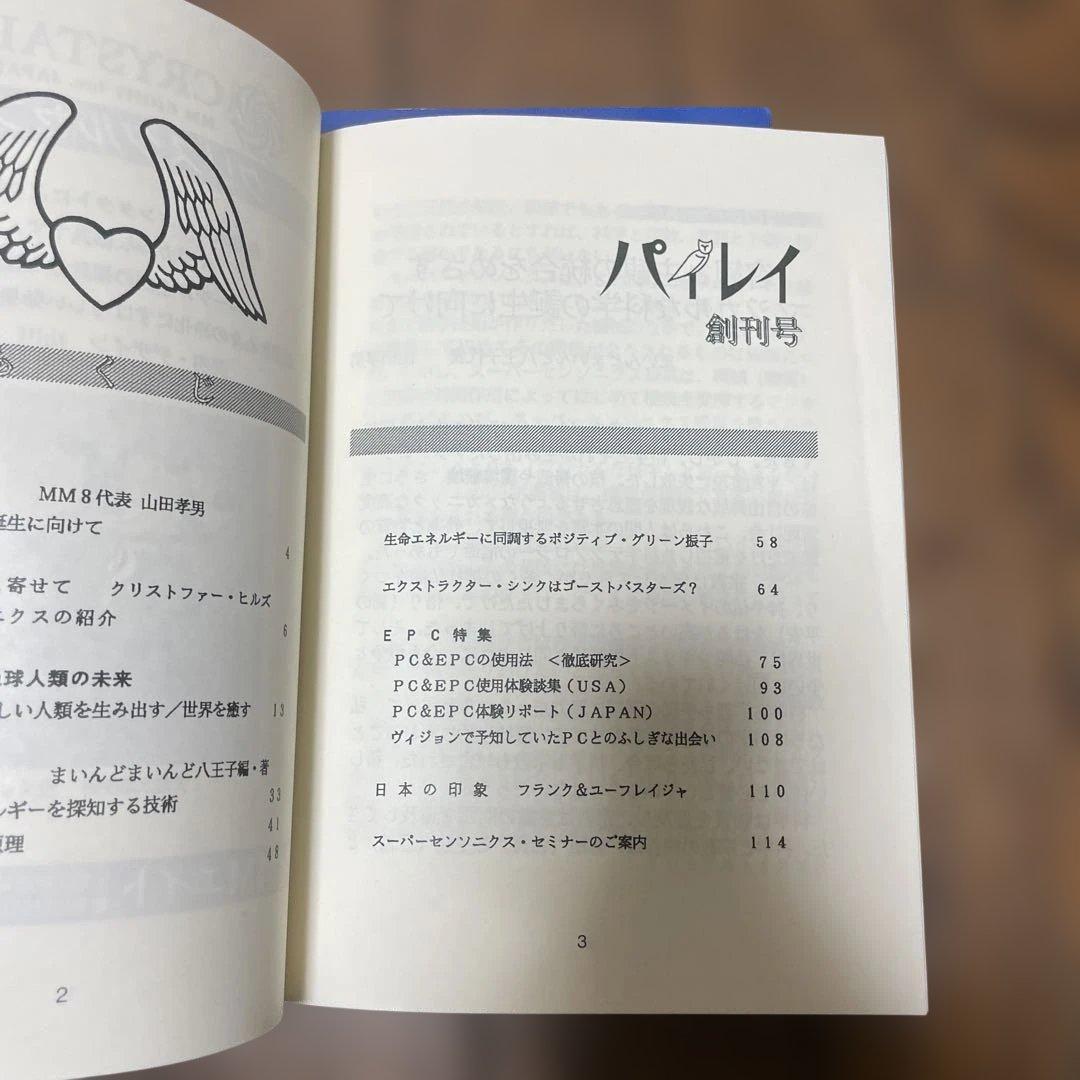 もくじ
MM8代表 山田孝男
誕生に向けて
4
寄せて クリストファー・ヒルズ
ニクスの紹介
6
球人類の未来
しい人類を生み出す／世界を癒す 13
まいんどまいんど八王子編・著
ルギーを探知する技術 33
41
原理 48
2
パイレイ
創刊号
生命エネルギーに同調するポジティブ・グリーン振子 58
エクストラクター・シンクはゴーストバスターズ？ 64
EPC特集
PC&EPCの使用法 ＜徹底研究＞ 75
PC&EPC使用体験談集（USA） 93
PC&EPC体験リポート（JAPAN） 100
ヴィジョンで予知していたPCとのふしぎな出会い 108
日本の印象 フランク&ユーフレイジャ 110
スーパーセンソニクス・セミナーのご案内 114
3